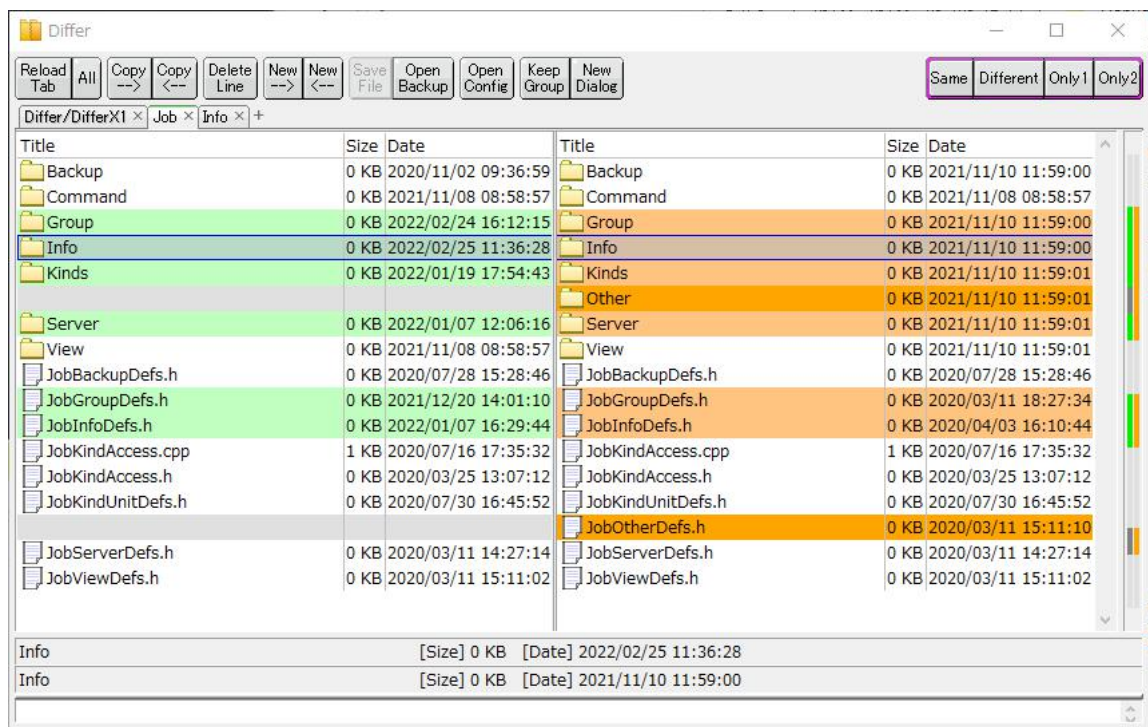 Differ
Reload Tab All Copy --> Copy <-- Delete Line New --> New <-- Save File Open Backup Open Config Keep Group New Dialog Same Different Only1 Only2
Differ/DifferX1 × Job × Info × +
Title Size Date Title Size Date
Backup 0 KB 2020/11/02 09:36:59 Backup 0 KB 2021/11/10 11:59:00
Command 0 KB 2021/11/08 08:58:57 Command 0 KB 2021/11/08 08:58:57
Group 0 KB 2022/02/24 16:12:15 Group 0 KB 2021/11/10 11:59:00
Info 0 KB 2022/02/25 11:36:28 Info 0 KB 2021/11/10 11:59:00
Kinds 0 KB 2022/01/19 17:54:43 Kinds 0 KB 2021/11/10 11:59:01
Other 0 KB 2021/11/10 11:59:01
Server 0 KB 2022/01/07 12:06:16 Server 0 KB 2021/11/10 11:59:01
View 0 KB 2021/11/08 08:58:57 View 0 KB 2021/11/10 11:59:01
JobBackupDefs.h 0 KB 2020/07/28 15:28:46 JobBackupDefs.h 0 KB 2020/07/28 15:28:46
JobGroupDefs.h 0 KB 2021/12/20 14:01:10 JobGroupDefs.h 0 KB 2020/03/11 18:27:34
JobInfoDefs.h 0 KB 2022/01/07 16:29:44 JobInfoDefs.h 0 KB 2020/04/03 16:10:44
JobKindAccess.cpp 1 KB 2020/07/16 17:35:32 JobKindAccess.cpp 1 KB 2020/07/16 17:35:32
JobKindAccess.h 0 KB 2020/03/25 13:07:12 JobKindAccess.h 0 KB 2020/03/25 13:07:12
JobKindUnitDefs.h 0 KB 2020/07/30 16:45:52 JobKindUnitDefs.h 0 KB 2020/07/30 16:45:52
JobOtherDefs.h 0 KB 2020/03/11 15:11:10
JobServerDefs.h 0 KB 2020/03/11 14:27:14 JobServerDefs.h 0 KB 2020/03/11 14:27:14
JobViewDefs.h 0 KB 2020/03/11 15:11:02 JobViewDefs.h 0 KB 2020/03/11 15:11:02
Info [Size] 0 KB [Date] 2022/02/25 11:36:28
Info [Size] 0 KB [Date] 2021/11/10 11:59:00